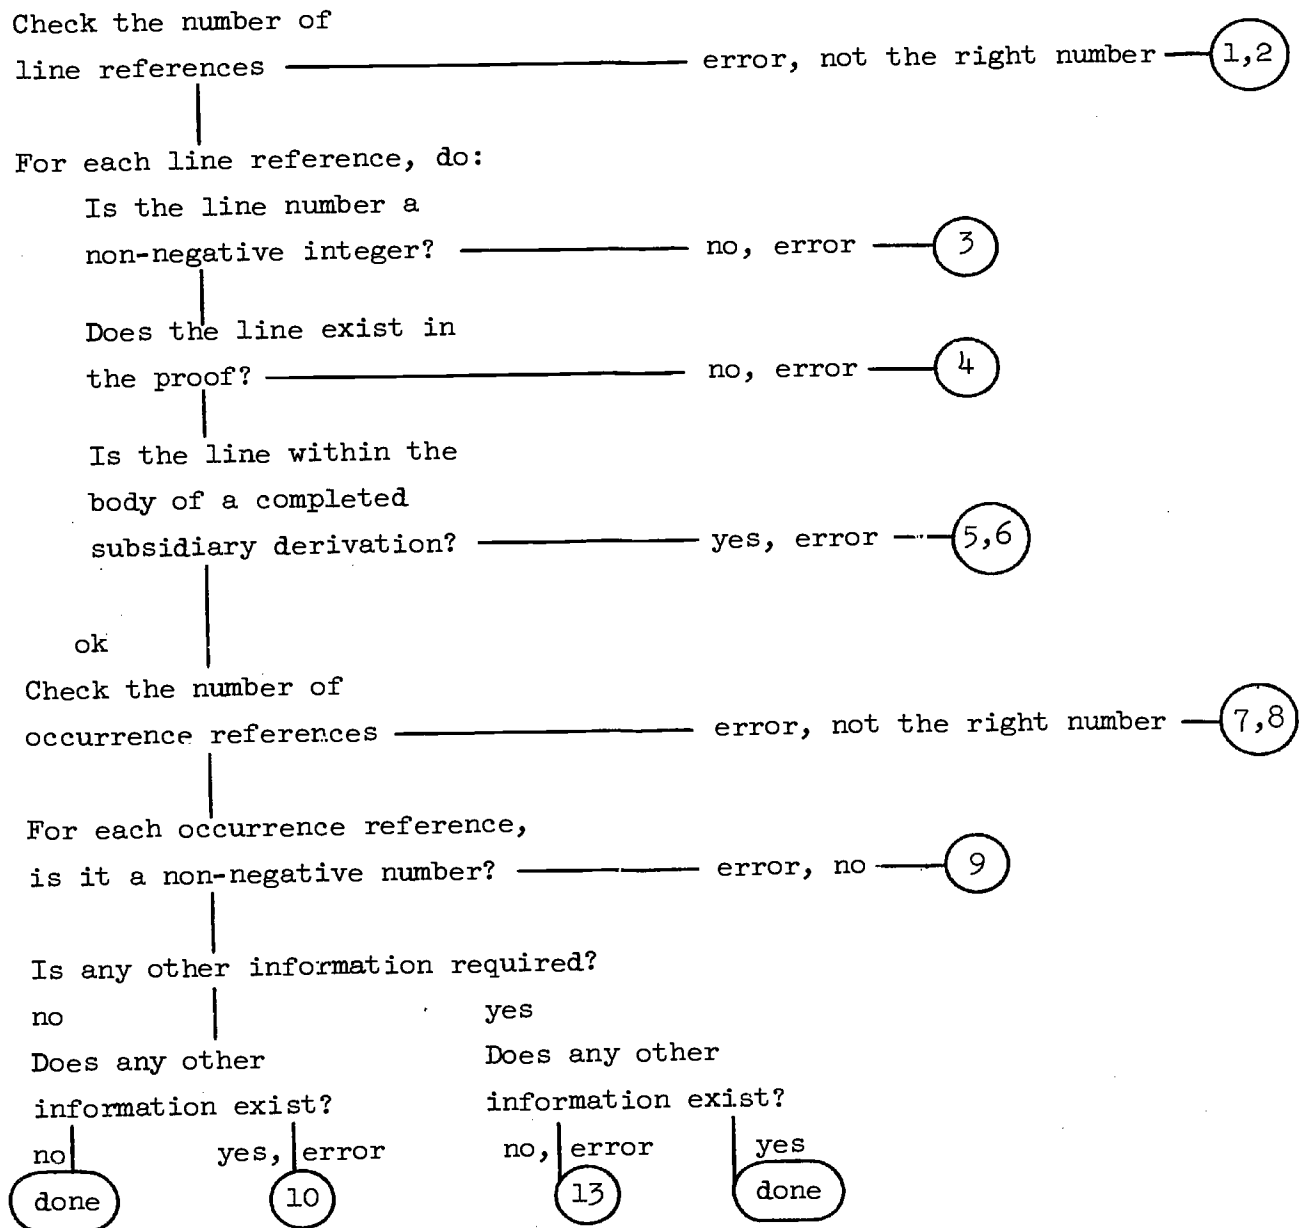 Check the number of
line references error, not the right number 1,2
For each line reference, do:
Is the line number a
non-negative integer? no, error 3
Does the line exist in
the proof? no, error 4
Is the line within the
body of a completed
subsidiary derivation? yes, error 5,6
ok
Check the number of
occurrence references error, not the right number 7,8
For each occurrence reference,
is it a non-negative number? error, no 9
Is any other information required?
no yes
Does any other Does any other
information exist? information exist?
no yes, error no, error yes
done 10 13 done